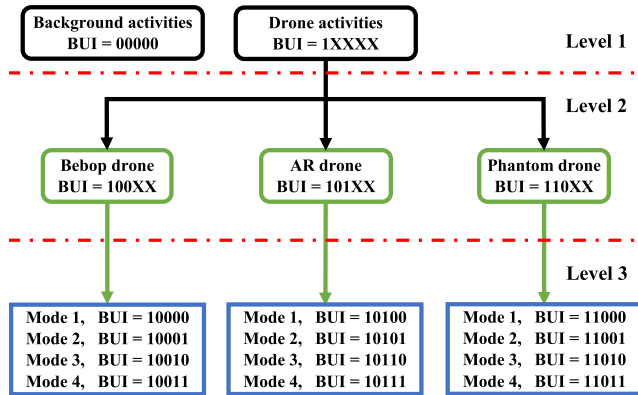 Background activities
BUI = 00000
Drone activities
BUI = 1XXXX
Level 1
Level 2
Bebop drone
BUI = 100XX
AR drone
BUI = 101XX
Phantom drone
BUI = 110XX
Level 3
Mode 1, BUI = 10000
Mode 2, BUI = 10001
Mode 3, BUI = 10010
Mode 4, BUI = 10011
Mode 1, BUI = 10100
Mode 2, BUI = 10101
Mode 3, BUI = 10110
Mode 4, BUI = 10111
Mode 1, BUI = 11000
Mode 2, BUI = 11001
Mode 3, BUI = 11010
Mode 4, BUI = 11011